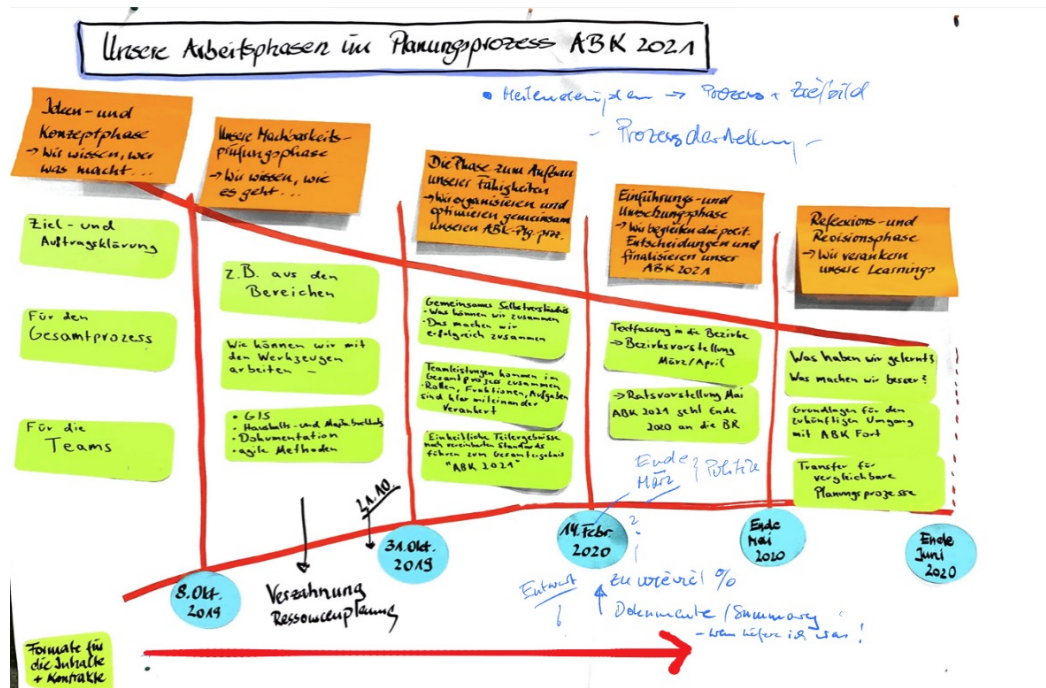 Unsere Arbeitsphasen im Planungsprozess ABK 2021
→ Prozess + Zielbild
- Prozessdarstellung -
Ideen- und
Konzeptphase
→ Wir wissen, wer
was macht...
Unsere Machbarkeits-
prüfungsphase
→ Wir wissen, wie
es geht...
Die Phase zum Aufbau
unserer Fähigkeiten
→ Wir organisieren und
optimieren gemeinsam
unseren ABK-Plg.proz.
Einführungs- und
Umsetzungsphase
→ Wir begleiten die polit.
Entscheidungen und
finalisieren unser
ABK 2021
Reflexions- und
Revisionsphase
→ Wir verankern
unsere Learnings
Ziel- und
Auftragsklärung
Für den
Gesamtprozess
Für die
Teams
z.B. aus den
Bereichen
Wie können wir mit
den Werkzeugen
arbeiten -
• GIS
• Haushalts- und
• Dokumentation
• agile Methoden
Gemeinsames Selbstverständnis
- Was können wir zusammen
- Das machen wir
erfolgreich zusammen
Teamleistungen kommen im
Gesamtprozess zusammen
- Rollen, Funktionen, Aufgaben
sind klar miteinander
verankert
Einheitliche Teilergebnisse
nach vereinbarten Standards
führen zum Gesamtergebnis
"ABK 2021"
Textfassung in die Bezirke
→ Bezirksvorstellung
März/April
→ Ratsvorstellung Mai
ABK 2021 geht Ende
2020 an die BR
Was haben wir gelernt?
Was machen wir besser?
Grundlagen für den
zukünftigen Umgang
mit ABK Fort
Transfer für
vergleichbare
Planungsprozesse
Ende
März } Politik
21.10
8. Okt.
2019
31. Okt.
2019
14. Febr.
2020
Ende
Mai
2020
Ende
Juni
2020
?
Verzahnung
Ressourcenplanung
Entwurf
zu wieviel %
Dokumente / Summary
- wem liefere ich was!
Formate für
die Inhalte
+ Kontrakte